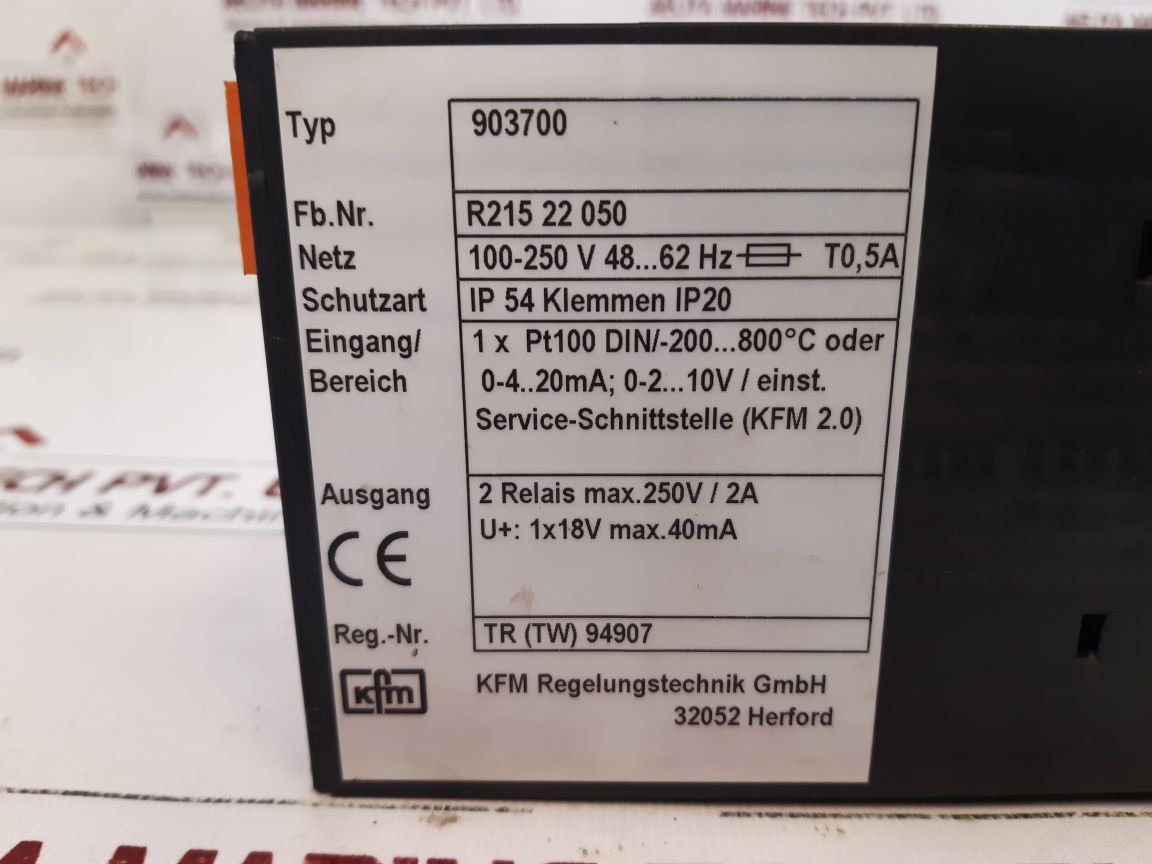 Typ 903700
Fb.Nr. R215 22 050
Netz 100-250 V 48...62 Hz T0,5A
Schutzart IP 54 Klemmen IP20
Eingang/ 1 x Pt100 DIN/-200...800°C oder
Bereich 0-4..20mA; 0-2...10V / einst.
Service-Schnittstelle (KFM 2.0)
Ausgang 2 Relais max.250V / 2A
U+: 1x18V max.40mA
CE
Reg.-Nr. TR (TW) 94907
kfm KFM Regelungstechnik GmbH
32052 Herford
PVT.